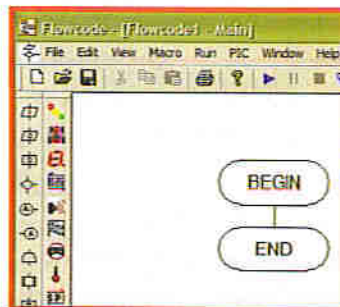 Flowcode - [Flowcode1 - Main]
File Edit View Macro Run PIC Window Help
BEGIN
END